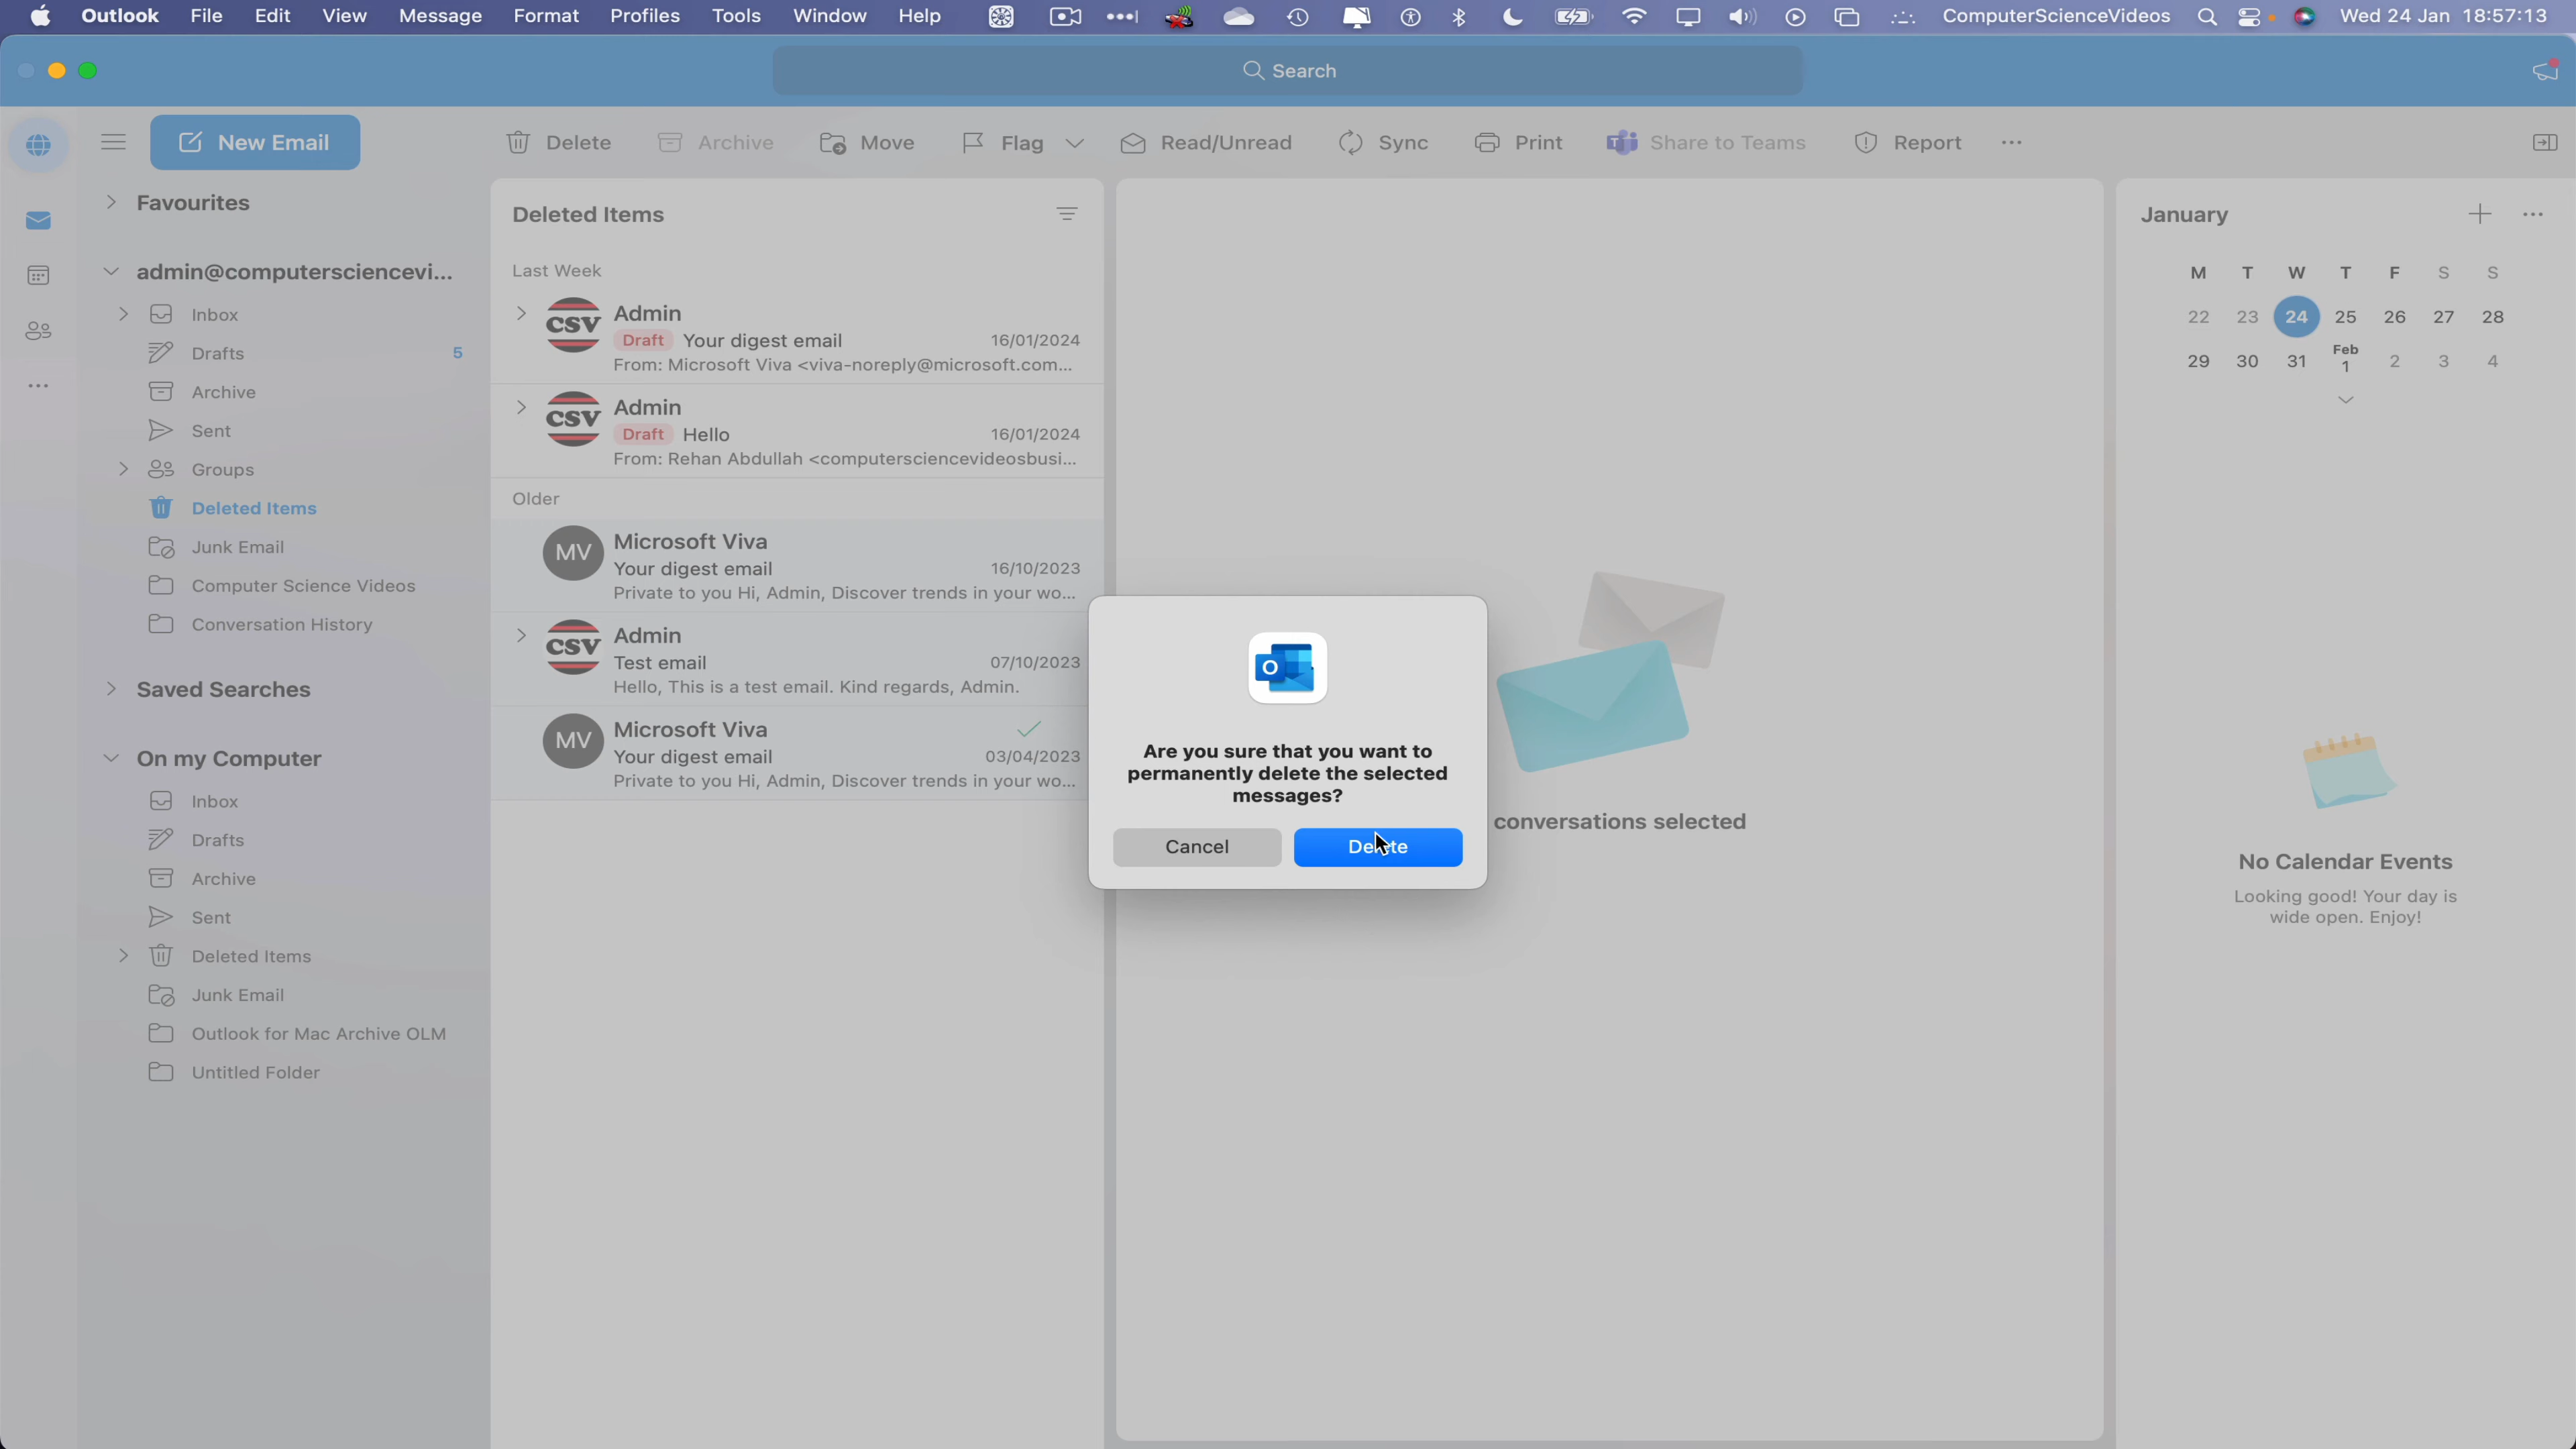 Outlook File Edit View Message Format Profiles Tools Window Help ComputerScienceVideos Wed 24 Jan 18:57:13
Search
New Email
Delete Archive Move Flag Read/Unread Sync Print Share to Teams Report
Favourites
admin@computersciencevi...
Inbox
Drafts 5
Archive
Sent
Groups
Deleted Items
Junk Email
Computer Science Videos
Conversation History
Saved Searches
On my Computer
Inbox
Drafts
Archive
Sent
Deleted Items
Junk Email
Outlook for Mac Archive OLM
Untitled Folder
Deleted Items
Last Week
CSV
Admin
Draft Your digest email 16/01/2024
From: Microsoft Viva <viva-noreply@microsoft.com...
CSV
Admin
Draft Hello 16/01/2024
From: Rehan Abdullah <computersciencevideosbusi...
Older
MV
Microsoft Viva
Your digest email 16/10/2023
Private to you Hi, Admin, Discover trends in your wo...
CSV
Admin
Test email 07/10/2023
Hello, This is a test email. Kind regards, Admin.
MV
Microsoft Viva
Your digest email 03/04/2023
Private to you Hi, Admin, Discover trends in your wo...
O
Are you sure that you want to
permanently delete the selected
messages?
Cancel Delete
conversations selected
January
M T W T F S S
22 23 24 25 26 27 28
Feb
29 30 31 1 2 3 4
No Calendar Events
Looking good! Your day is
wide open. Enjoy!